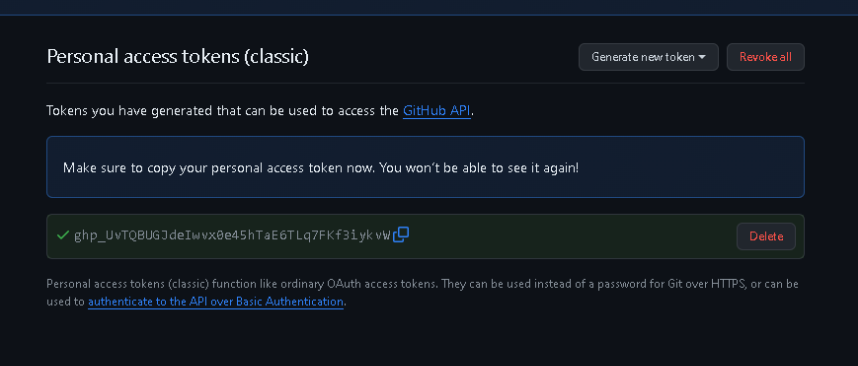 Personal access tokens (classic)
Generate new token
Revoke all
Tokens you have generated that can be used to access the GitHub API.
Make sure to copy your personal access token now. You won't be able to see it again!
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
Delete
Personal access tokens (classic) function like ordinary OAuth access tokens. They can be used instead of a password for Git over HTTPS, or can be
used to authenticate to the API over Basic Authentication.